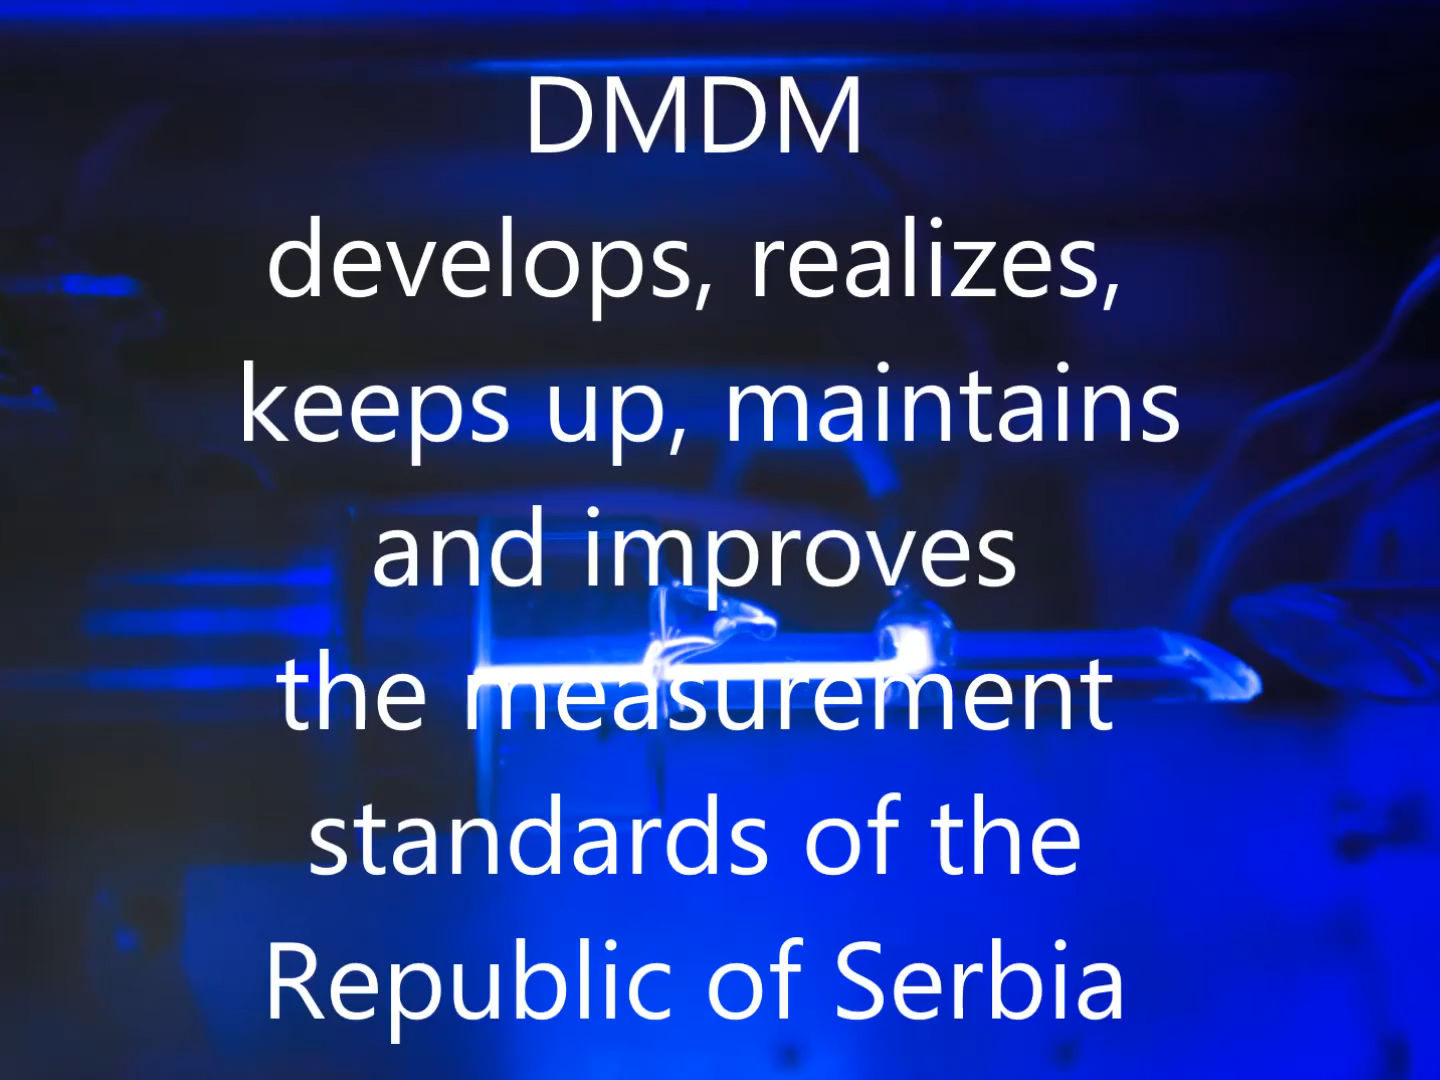 DMDM
develops, realizes,
keeps up, maintains
and improves
the measurement
standards of the
Republic of Serbia